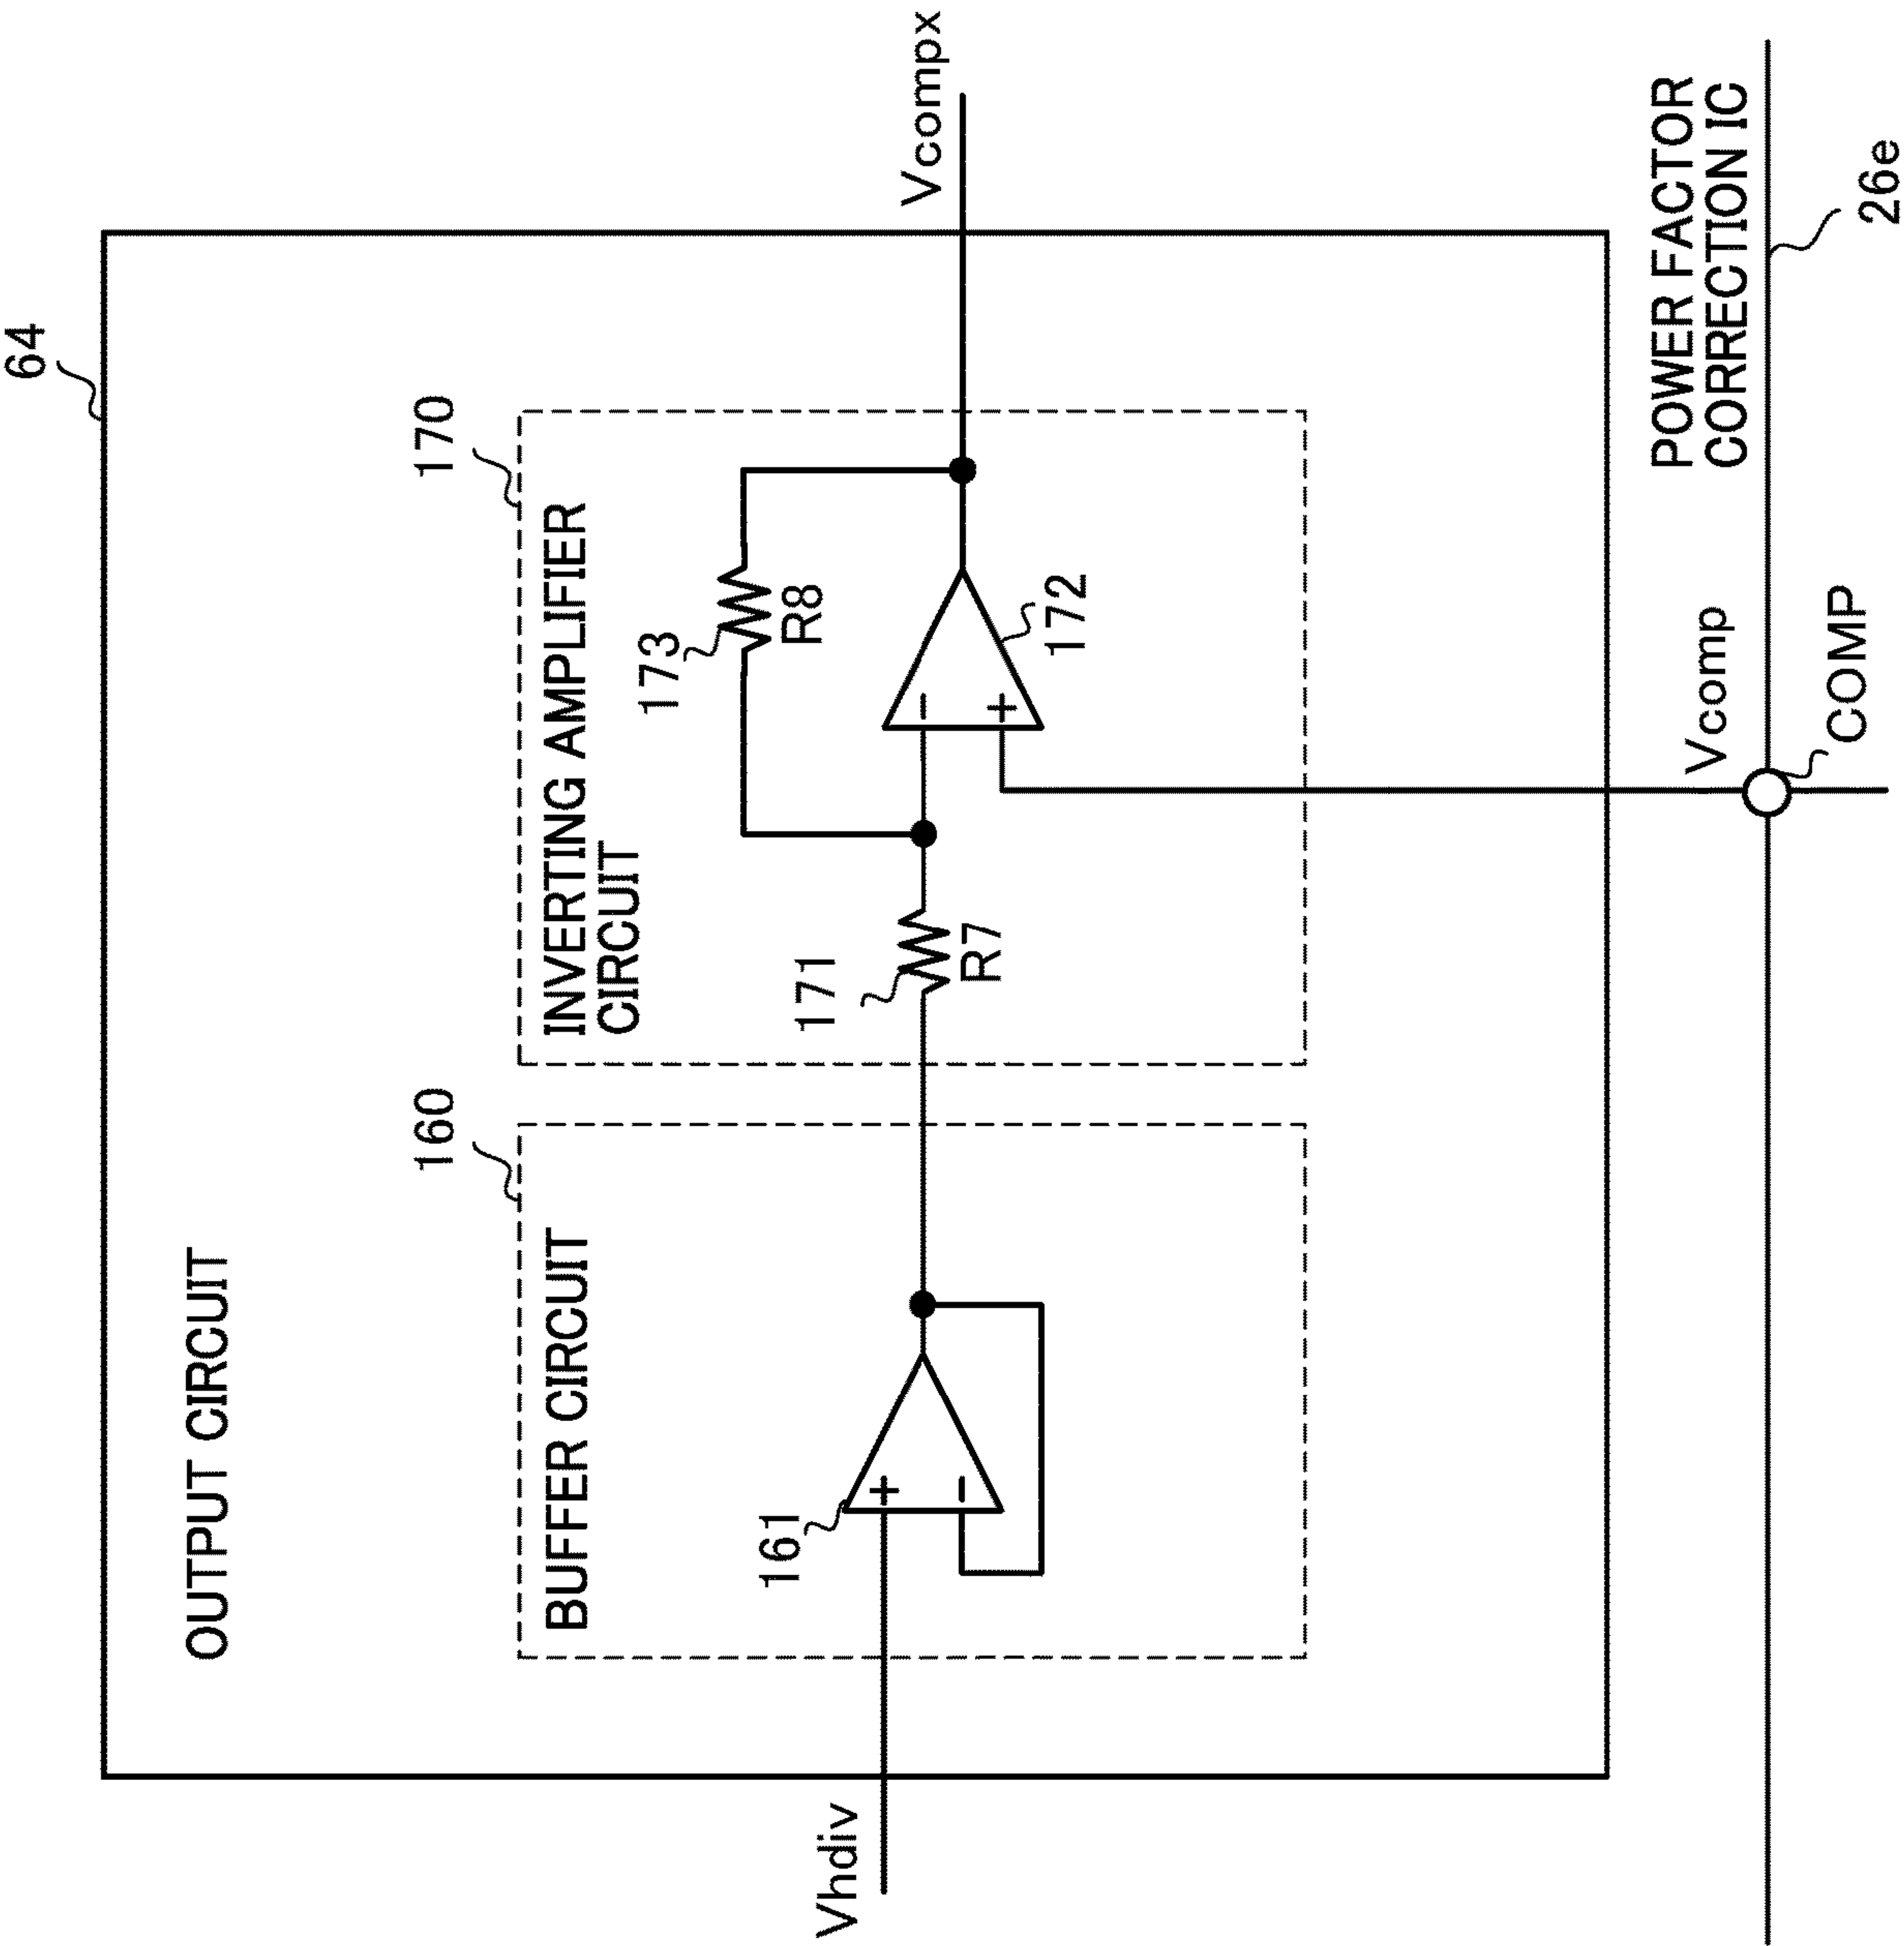 64
OUTPUT CIRCUIT
160
BUFFER CIRCUIT
161
170
INVERTING AMPLIFIER
CIRCUIT
173
R8
171
R7
172
Vhdiv
Vcompx
Vcomp
COMP
POWER FACTOR
CORRECTION IC
26e
+
−
−
+